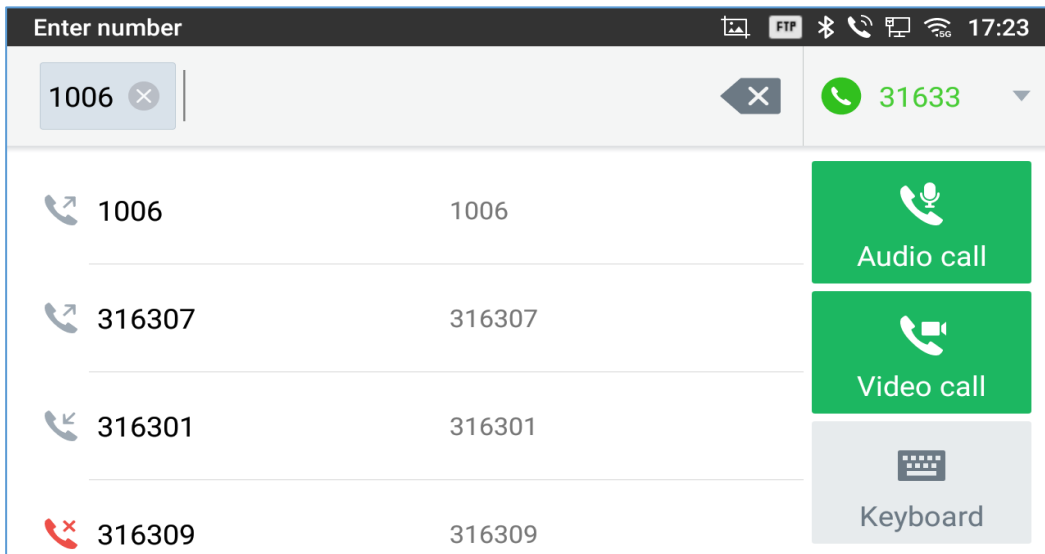 Enter number FTP 5G 17:23
1006 31633
1006 1006
Audio call
316307 316307
Video call
316301 316301
Keyboard
316309 316309